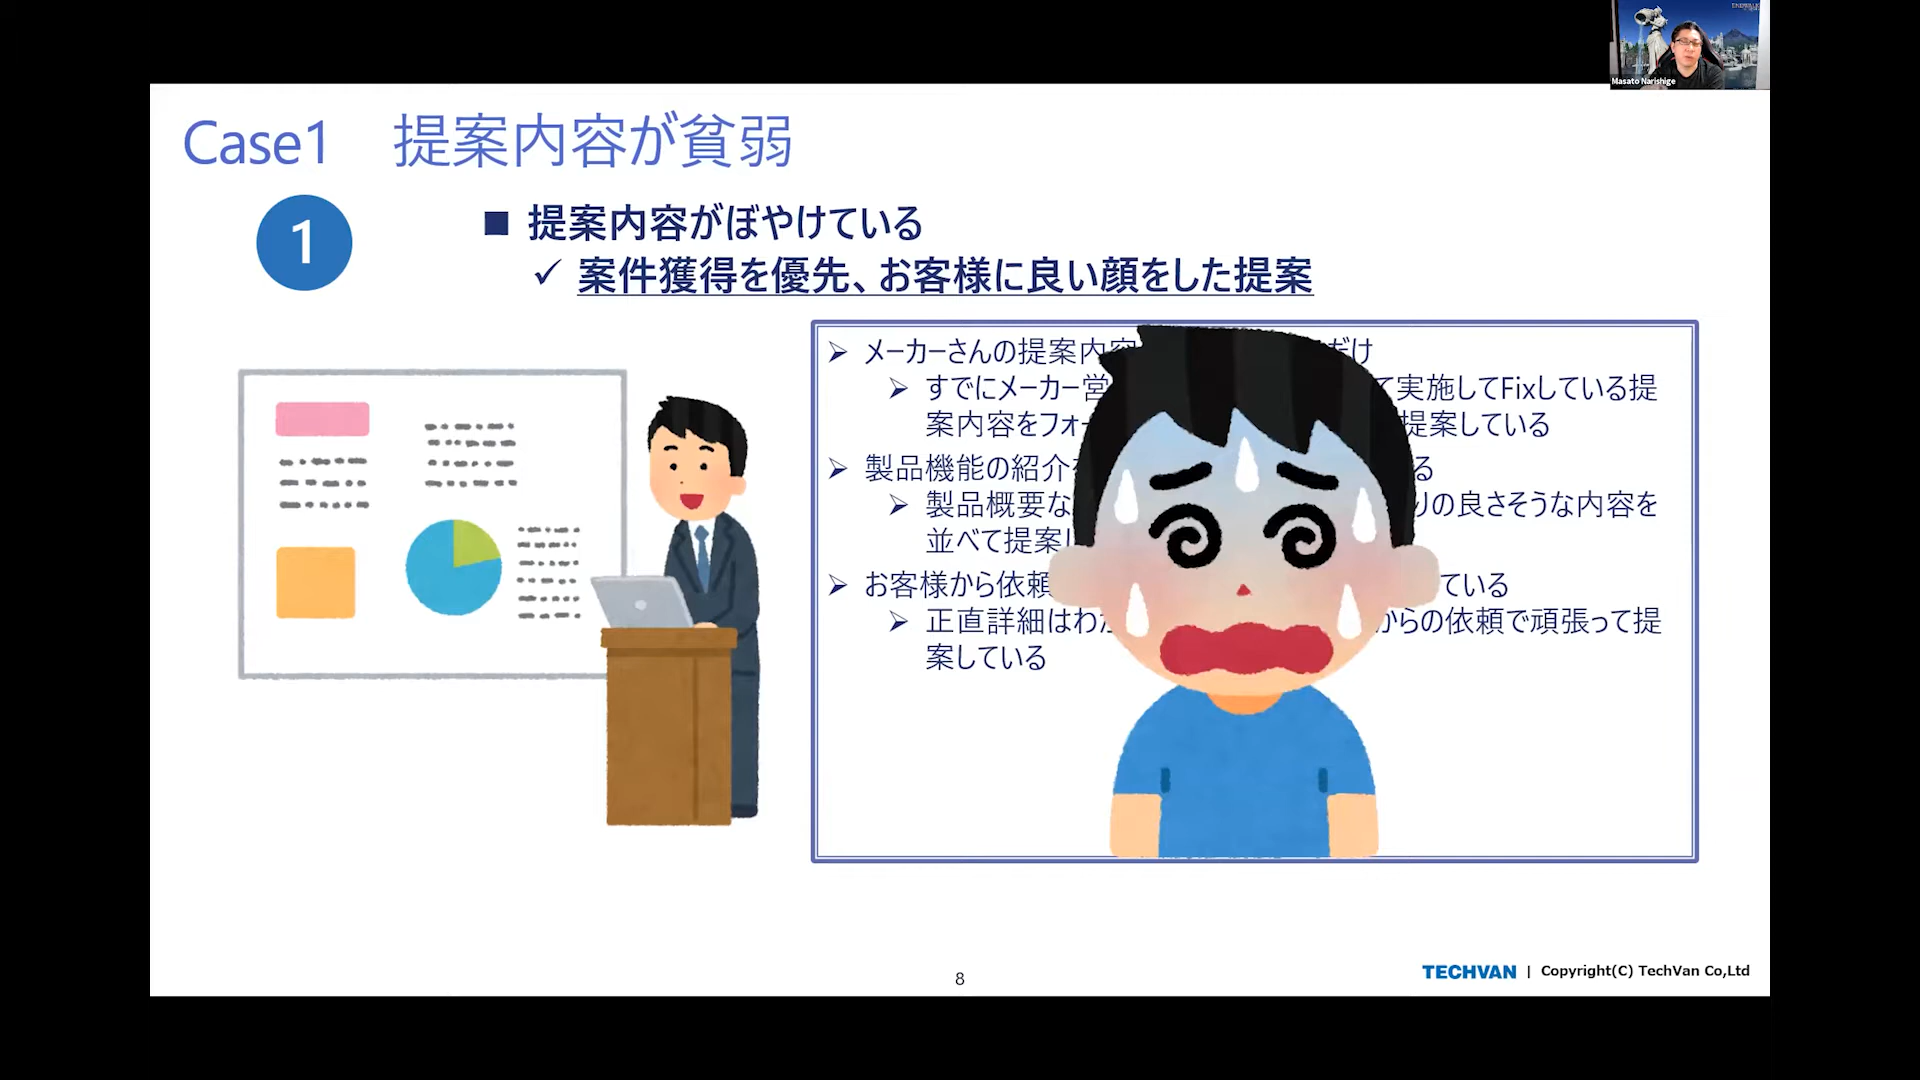 Masato Narishige
Case1 提案内容が貧弱
1
■ 提案内容がぼやけている
✓ 案件獲得を優先、お客様に良い顔をした提案
➢ メーカーさんの提案内容 だけ
➢ すでにメーカー営 て実施してFixしている提
案内容をフォー 提案している
➢ 製品機能の紹介 る
➢ 製品概要な りの良さそうな内容を
並べて提案し
➢ お客様から依頼 ている
➢ 正直詳細はわか からの依頼で頑張って提
案している
8
TECHVAN | Copyright(C) TechVan Co,Ltd